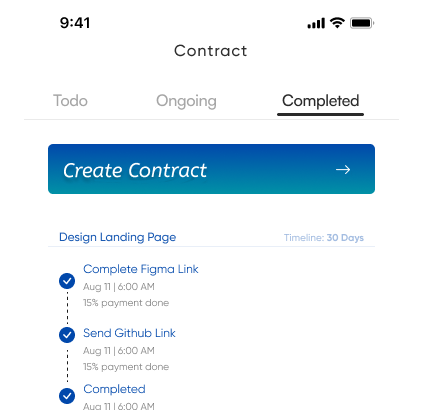 9:41
Contract
Todo Ongoing Completed
Create Contract
Design Landing Page Timeline: 30 Days
Complete Figma Link
Aug 11 | 6:00 AM
15% payment done
Send Github Link
Aug 11 | 6:00 AM
15% payment done
Completed
Aug 11 | 6:00 AM